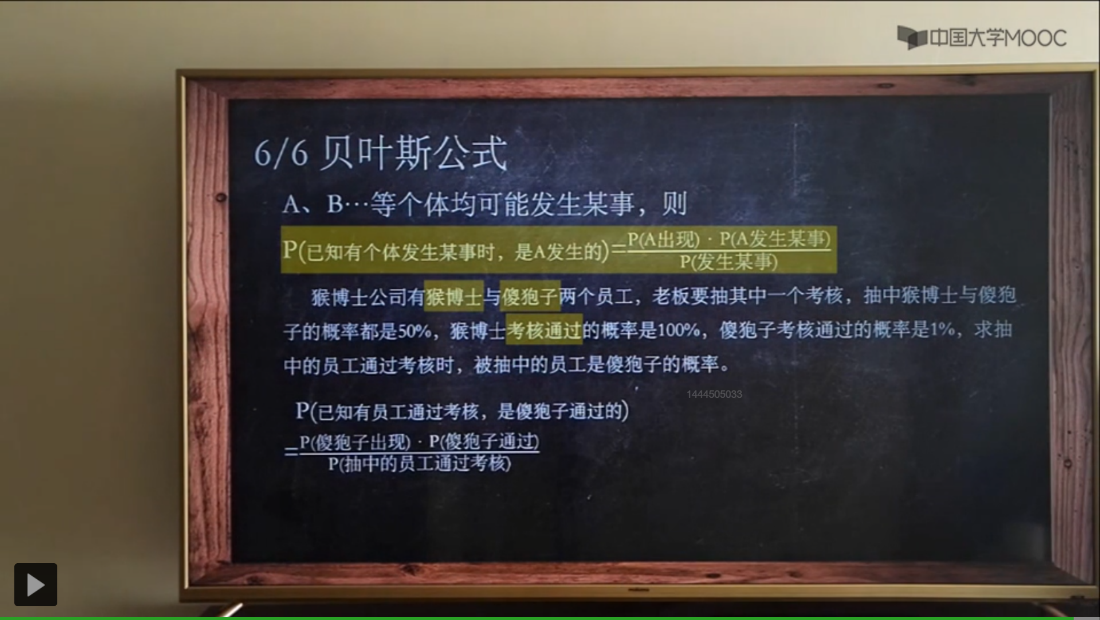 中国大学MOOC
6/6 贝叶斯公式
A、B…等个体均可能发生某事，则
P(已知有个体发生某事时，是A发生的)=P(A出现)·P(A发生某事)/P(发生某事)
猴博士公司有猴博士与傻狍子两个员工，老板要抽其中一个考核，抽中猴博士与傻狍
子的概率都是50%，猴博士考核通过的概率是100%，傻狍子考核通过的概率是1%，求抽
中的员工通过考核时，被抽中的员工是傻狍子的概率。
1444505033
P(已知有员工通过考核，是傻狍子通过的)
=P(傻狍子出现)·P(傻狍子通过)/P(抽中的员工通过考核)